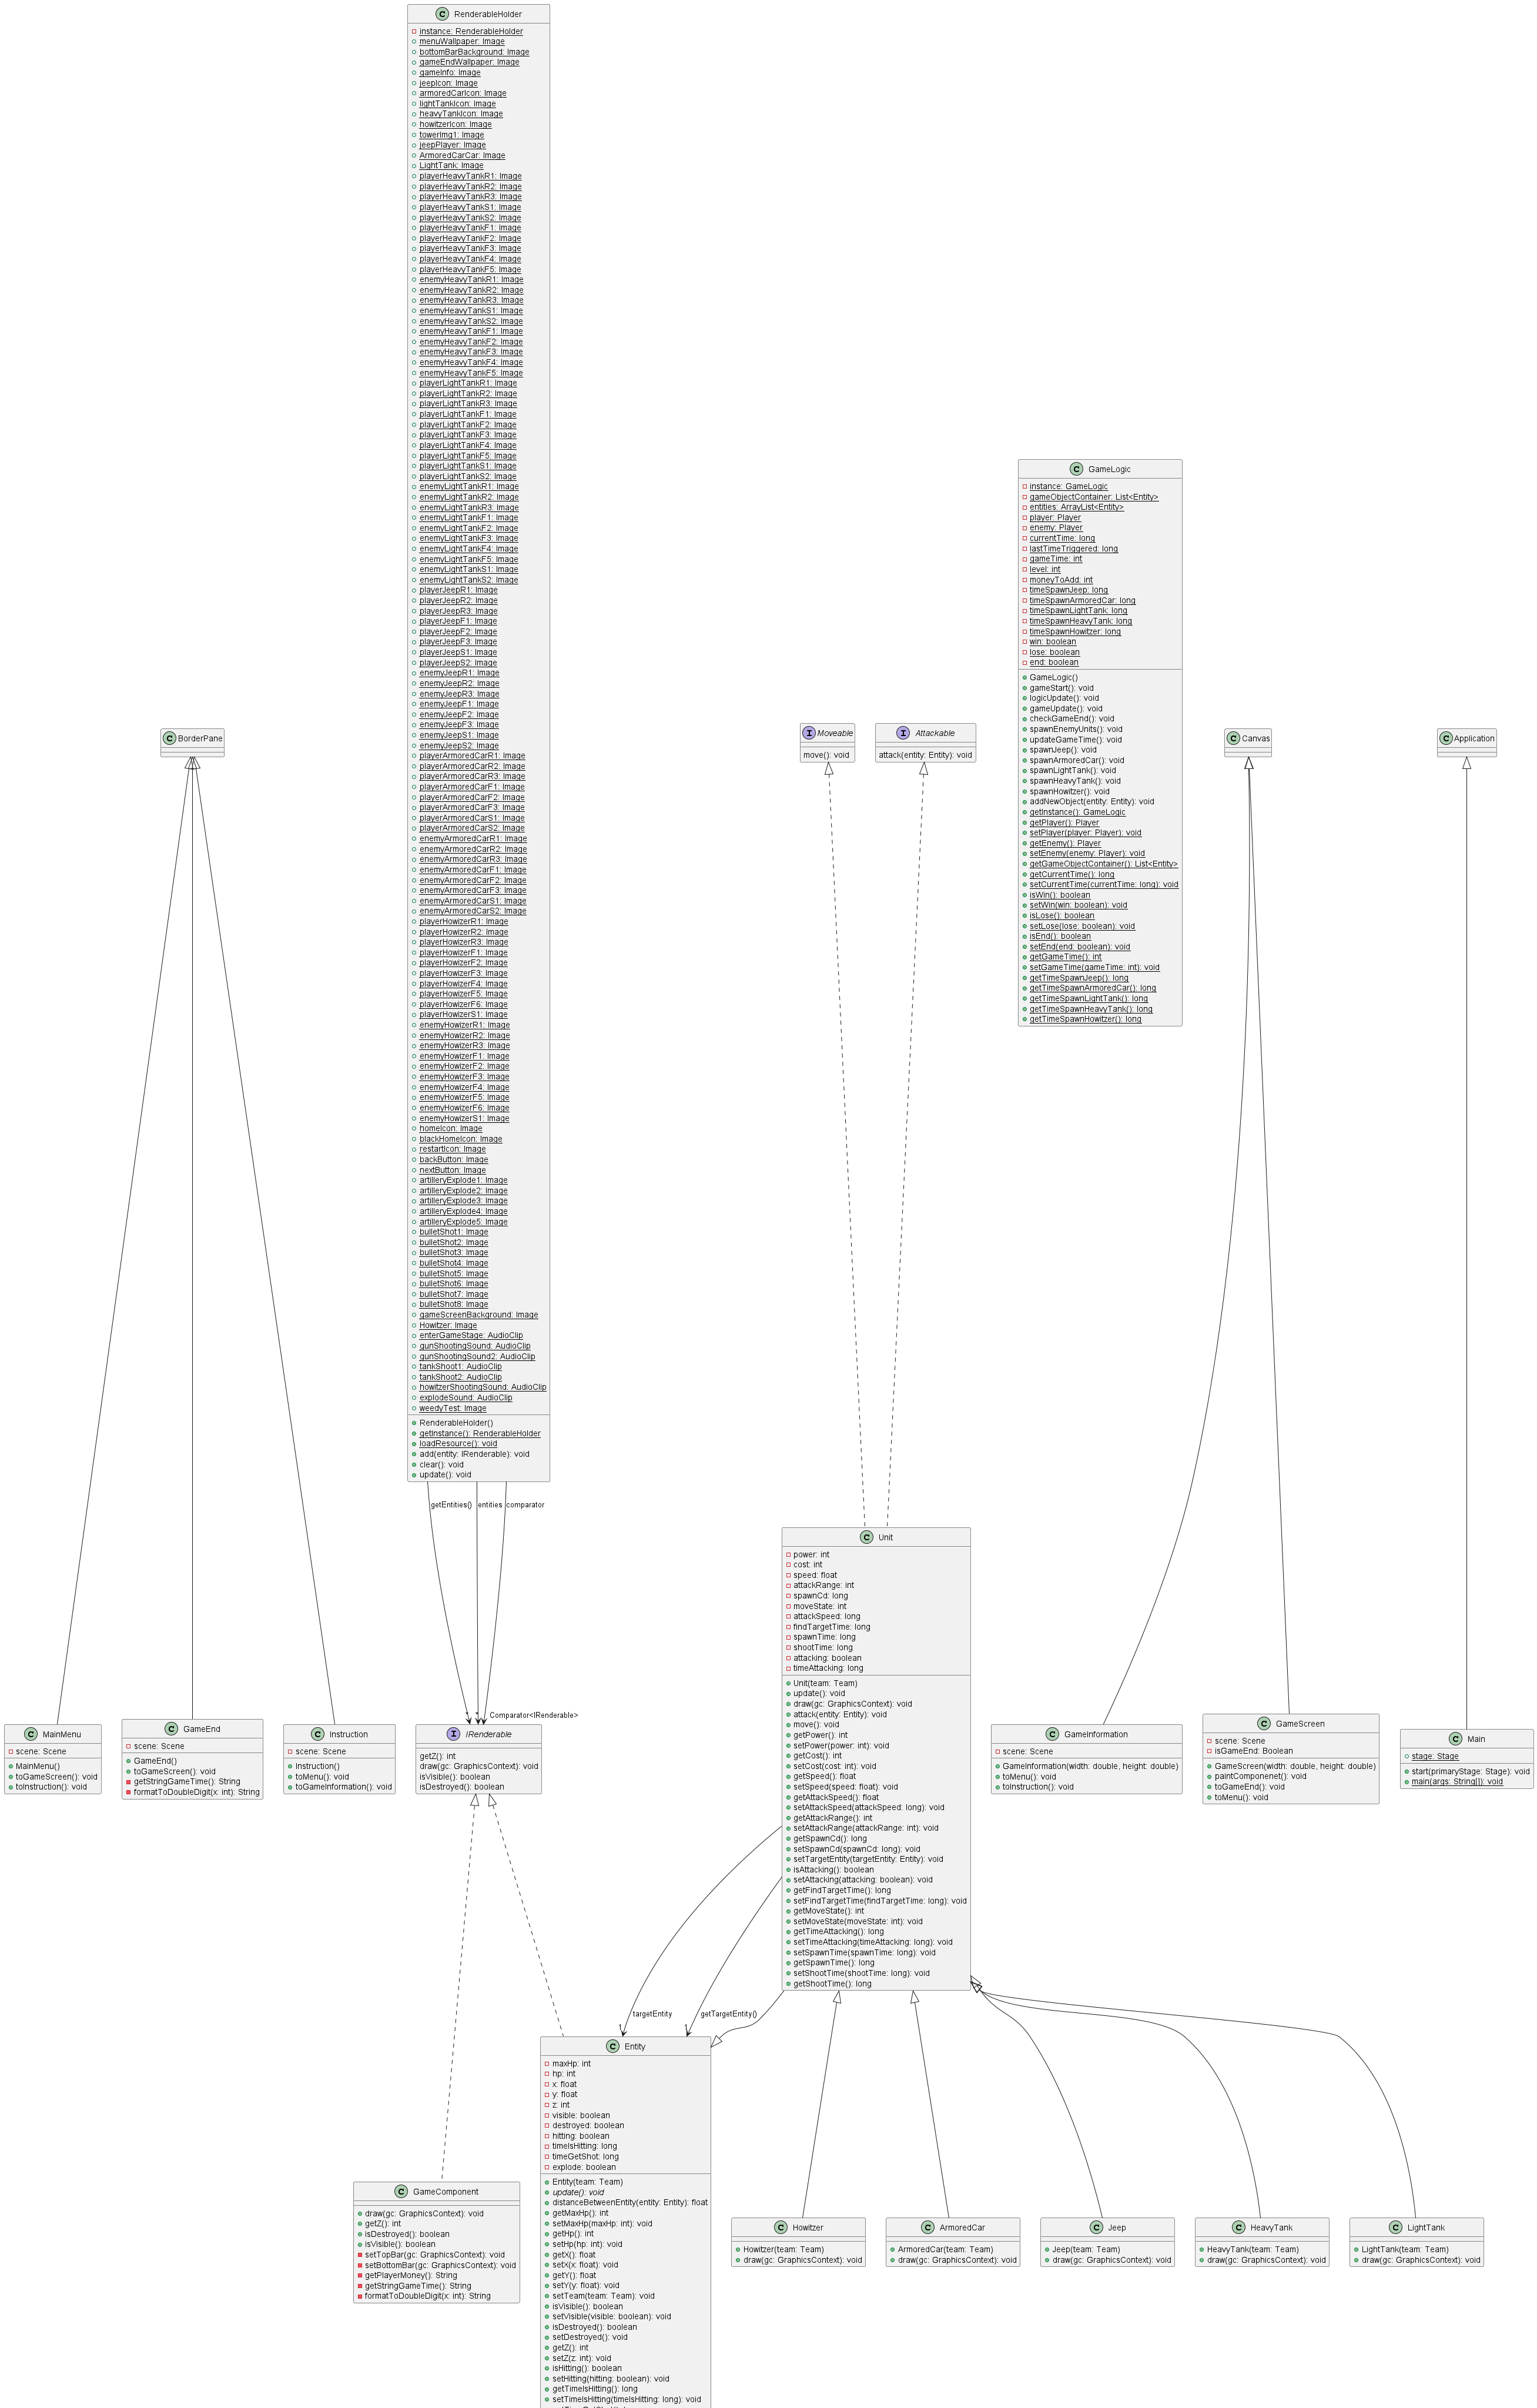 RenderableHolder
instance: RenderableHolder
menuWallpaper: Image
bottomBarBackground: Image
gameEndWallpaper: Image
gameInfo: Image
jeepIcon: Image
armoredCarIcon: Image
lightTankIcon: Image
heavyTankIcon: Image
howitzerIcon: Image
towerImg1: Image
jeepPlayer: Image
ArmoredCarCar: Image
LightTank: Image
playerHeavyTankR1: Image
playerHeavyTankR2: Image
playerHeavyTankR3: Image
playerHeavyTankS1: Image
playerHeavyTankS2: Image
playerHeavyTankF1: Image
playerHeavyTankF2: Image
playerHeavyTankF3: Image
playerHeavyTankF4: Image
playerHeavyTankF5: Image
enemyHeavyTankR1: Image
enemyHeavyTankR2: Image
enemyHeavyTankR3: Image
enemyHeavyTankS1: Image
enemyHeavyTankS2: Image
enemyHeavyTankF1: Image
enemyHeavyTankF2: Image
enemyHeavyTankF3: Image
enemyHeavyTankF4: Image
enemyHeavyTankF5: Image
playerLightTankR1: Image
playerLightTankR2: Image
playerLightTankR3: Image
playerLightTankF1: Image
playerLightTankF2: Image
playerLightTankF3: Image
playerLightTankF4: Image
playerLightTankF5: Image
playerLightTankS1: Image
playerLightTankS2: Image
enemyLightTankR1: Image
enemyLightTankR2: Image
enemyLightTankR3: Image
enemyLightTankF1: Image
enemyLightTankF2: Image
enemyLightTankF3: Image
enemyLightTankF4: Image
enemyLightTankF5: Image
enemyLightTankS1: Image
enemyLightTankS2: Image
playerJeepR1: Image
playerJeepR2: Image
playerJeepR3: Image
playerJeepF1: Image
playerJeepF2: Image
playerJeepF3: Image
playerJeepS1: Image
playerJeepS2: Image
enemyJeepR1: Image
enemyJeepR2: Image
enemyJeepR3: Image
enemyJeepF1: Image
enemyJeepF2: Image
enemyJeepF3: Image
enemyJeepS1: Image
enemyJeepS2: Image
playerArmoredCarR1: Image
playerArmoredCarR2: Image
playerArmoredCarR3: Image
playerArmoredCarF1: Image
playerArmoredCarF2: Image
playerArmoredCarF3: Image
playerArmoredCarS1: Image
playerArmoredCarS2: Image
enemyArmoredCarR1: Image
enemyArmoredCarR2: Image
enemyArmoredCarR3: Image
enemyArmoredCarF1: Image
enemyArmoredCarF2: Image
enemyArmoredCarF3: Image
enemyArmoredCarS1: Image
enemyArmoredCarS2: Image
playerHowizerR1: Image
playerHowizerR2: Image
playerHowizerR3: Image
playerHowizerF1: Image
playerHowizerF2: Image
playerHowizerF3: Image
playerHowizerF4: Image
playerHowizerF5: Image
playerHowizerF6: Image
playerHowizerS1: Image
enemyHowizerR1: Image
enemyHowizerR2: Image
enemyHowizerR3: Image
enemyHowizerF1: Image
enemyHowizerF2: Image
enemyHowizerF3: Image
enemyHowizerF4: Image
enemyHowizerF5: Image
enemyHowizerF6: Image
enemyHowizerS1: Image
homeIcon: Image
blackHomeIcon: Image
restartIcon: Image
backButton: Image
nextButton: Image
artilleryExplode1: Image
artilleryExplode2: Image
artilleryExplode3: Image
artilleryExplode4: Image
artilleryExplode5: Image
bulletShot1: Image
bulletShot2: Image
bulletShot3: Image
bulletShot4: Image
bulletShot5: Image
bulletShot6: Image
bulletShot7: Image
bulletShot8: Image
gameScreenBackground: Image
Howitzer: Image
enterGameStage: AudioClip
gunShootingSound: AudioClip
gunShootingSound2: AudioClip
tankShoot1: AudioClip
tankShoot2: AudioClip
howitzerShootingSound: AudioClip
explodeSound: AudioClip
weedyTest: Image
RenderableHolder()
getInstance(): RenderableHolder
loadResource(): void
add(entity: IRenderable): void
clear(): void
update(): void
GameLogic
instance: GameLogic
gameObjectContainer: List<Entity>
entities: ArrayList<Entity>
player: Player
enemy: Player
currentTime: long
lastTimeTriggered: long
gameTime: int
level: int
moneyToAdd: int
timeSpawnJeep: long
timeSpawnArmoredCar: long
timeSpawnLightTank: long
timeSpawnHeavyTank: long
timeSpawnHowitzer: long
win: boolean
lose: boolean
end: boolean
GameLogic()
gameStart(): void
logicUpdate(): void
gameUpdate(): void
checkGameEnd(): void
spawnEnemyUnits(): void
updateGameTime(): void
spawnJeep(): void
spawnArmoredCar(): void
spawnLightTank(): void
spawnHeavyTank(): void
spawnHowitzer(): void
addNewObject(entity: Entity): void
getInstance(): GameLogic
getPlayer(): Player
setPlayer(player: Player): void
getEnemy(): Player
setEnemy(enemy: Player): void
getGameObjectContainer(): List<Entity>
getCurrentTime(): long
setCurrentTime(currentTime: long): void
isWin(): boolean
setWin(win: boolean): void
isLose(): boolean
setLose(lose: boolean): void
isEnd(): boolean
setEnd(end: boolean): void
getGameTime(): int
setGameTime(gameTime: int): void
getTimeSpawnJeep(): long
getTimeSpawnArmoredCar(): long
getTimeSpawnLightTank(): long
getTimeSpawnHeavyTank(): long
getTimeSpawnHowitzer(): long
BorderPane
Moveable
move(): void
Attackable
attack(entity: Entity): void
Canvas
Application
getEntities()
entities
comparator
Comparator<IRenderable>
Unit
power: int
cost: int
speed: float
attackRange: int
spawnCd: long
moveState: int
attackSpeed: long
findTargetTime: long
spawnTime: long
shootTime: long
attacking: boolean
timeAttacking: long
Unit(team: Team)
update(): void
draw(gc: GraphicsContext): void
attack(entity: Entity): void
move(): void
getPower(): int
setPower(power: int): void
getCost(): int
setCost(cost: int): void
getSpeed(): float
setSpeed(speed: float): void
getAttackSpeed(): float
setAttackSpeed(attackSpeed: long): void
getAttackRange(): int
setAttackRange(attackRange: int): void
getSpawnCd(): long
setSpawnCd(spawnCd: long): void
setTargetEntity(targetEntity: Entity): void
isAttacking(): boolean
setAttacking(attacking: boolean): void
getFindTargetTime(): long
setFindTargetTime(findTargetTime: long): void
getMoveState(): int
setMoveState(moveState: int): void
getTimeAttacking(): long
setTimeAttacking(timeAttacking: long): void
setSpawnTime(spawnTime: long): void
getSpawnTime(): long
setShootTime(shootTime: long): void
getShootTime(): long
MainMenu
scene: Scene
MainMenu()
toGameScreen(): void
toInstruction(): void
GameEnd
scene: Scene
GameEnd()
toGameScreen(): void
getStringGameTime(): String
formatToDoubleDigit(x: int): String
Instruction
scene: Scene
Instruction()
toMenu(): void
toGameInformation(): void
IRenderable
getZ(): int
draw(gc: GraphicsContext): void
isVisible(): boolean
isDestroyed(): boolean
GameInformation
scene: Scene
GameInformation(width: double, height: double)
toMenu(): void
toInstruction(): void
GameScreen
scene: Scene
isGameEnd: Boolean
GameScreen(width: double, height: double)
paintComponenet(): void
toGameEnd(): void
toMenu(): void
Main
stage: Stage
start(primaryStage: Stage): void
main(args: String[]): void
targetEntity
1
getTargetEntity()
1
Entity
maxHp: int
hp: int
x: float
y: float
z: int
visible: boolean
destroyed: boolean
hitting: boolean
timeIsHitting: long
timeGetShot: long
explode: boolean
Entity(team: Team)
update(): void
distanceBetweenEntity(entity: Entity): float
getMaxHp(): int
setMaxHp(maxHp: int): void
getHp(): int
setHp(hp: int): void
getX(): float
setX(x: float): void
getY(): float
setY(y: float): void
setTeam(team: Team): void
isVisible(): boolean
setVisible(visible: boolean): void
isDestroyed(): boolean
setDestroyed(): void
getZ(): int
setZ(z: int): void
isHitting(): boolean
setHitting(hitting: boolean): void
getTimeIsHitting(): long
setTimeIsHitting(timeIsHitting: long): void
GameComponent
draw(gc: GraphicsContext): void
getZ(): int
isDestroyed(): boolean
isVisible(): boolean
setTopBar(gc: GraphicsContext): void
setBottomBar(gc: GraphicsContext): void
getPlayerMoney(): String
getStringGameTime(): String
formatToDoubleDigit(x: int): String
Howitzer
Howitzer(team: Team)
draw(gc: GraphicsContext): void
ArmoredCar
ArmoredCar(team: Team)
draw(gc: GraphicsContext): void
Jeep
Jeep(team: Team)
draw(gc: GraphicsContext): void
HeavyTank
HeavyTank(team: Team)
draw(gc: GraphicsContext): void
LightTank
LightTank(team: Team)
draw(gc: GraphicsContext): void